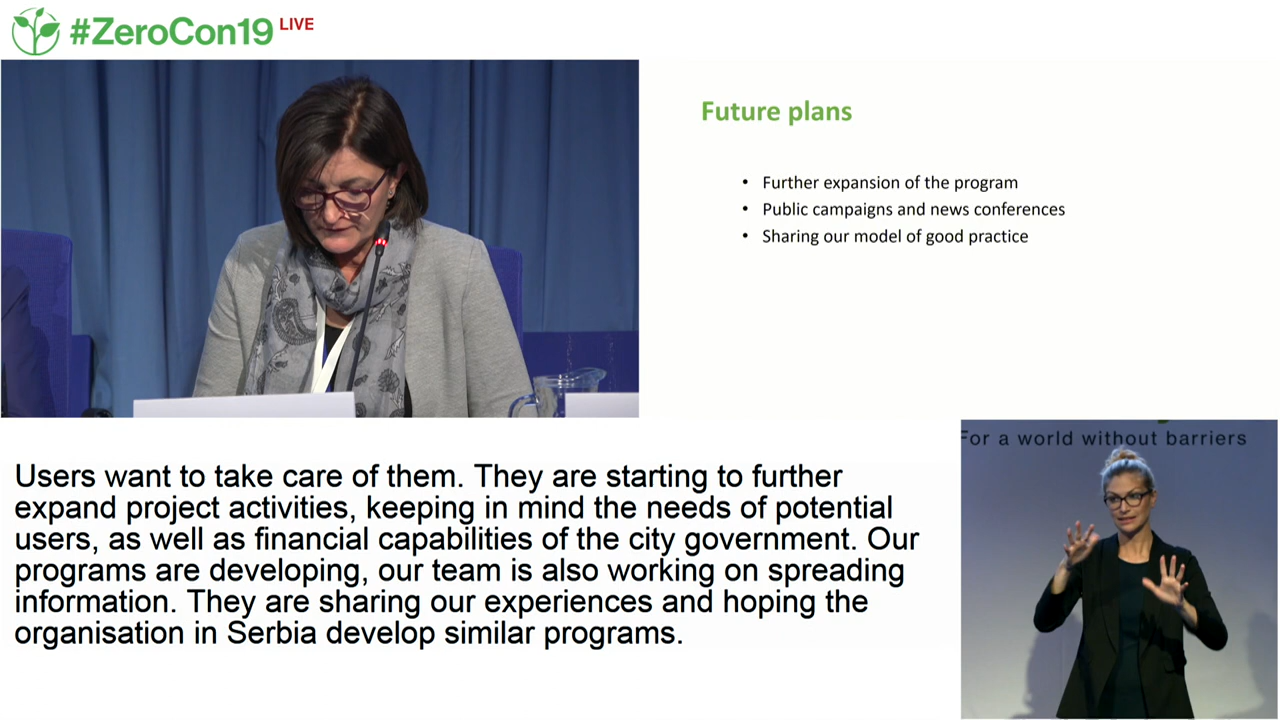 #ZeroCon19 LIVE
Future plans
• Further expansion of the program
• Public campaigns and news conferences
• Sharing our model of good practice
For a world without barriers
Users want to take care of them. They are starting to further
expand project activities, keeping in mind the needs of potential
users, as well as financial capabilities of the city government. Our
programs are developing, our team is also working on spreading
information. They are sharing our experiences and hoping the
organisation in Serbia develop similar programs.